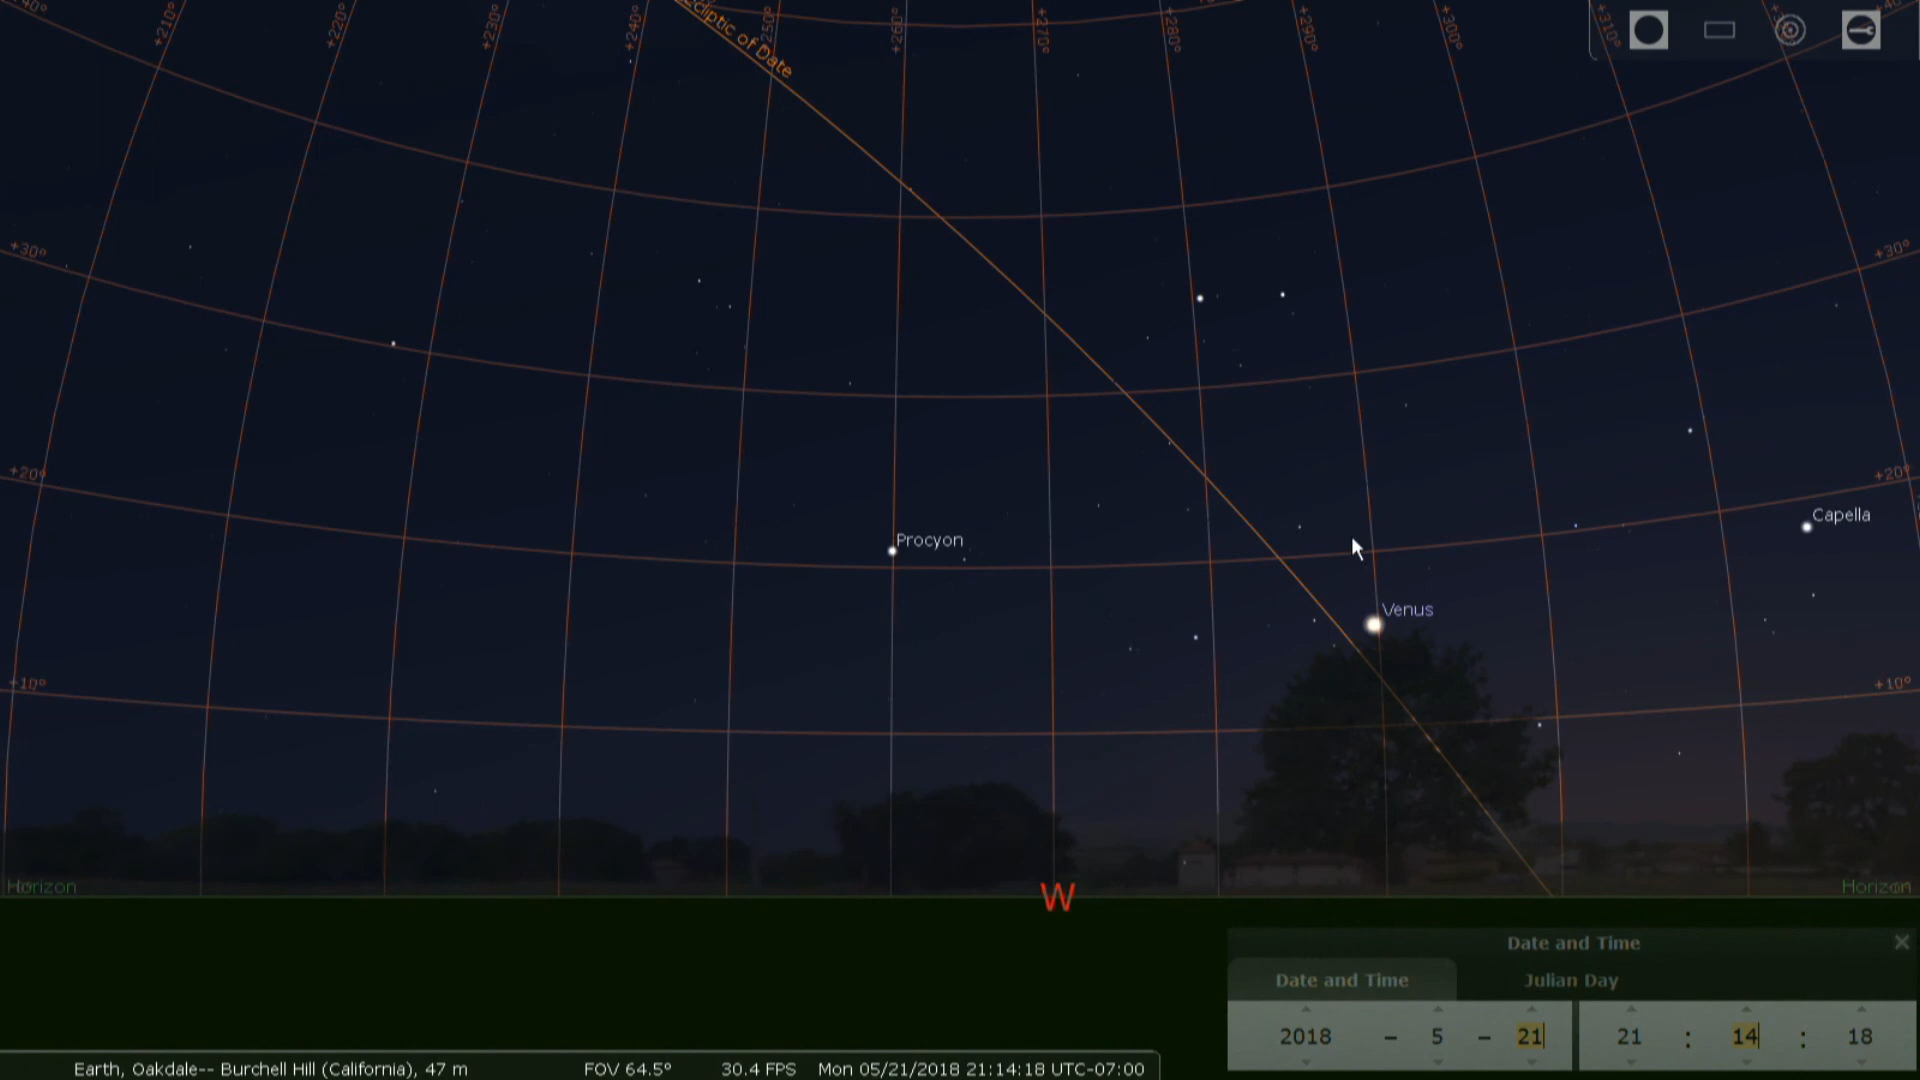 +210° +220° +230° +240° Ecliptic of Date +250° +260° +270° +280° +290° +300° +310°
+30° +30°
+20° +20°
Capella
Procyon
Venus
+10° +10°
Horizon W Horizon
Date and Time
Date and Time Julian Day
2018 - 5 - 21 21 : 14 : 18
Earth, Oakdale-- Burchell Hill (California), 47 m FOV 64.5° 30.4 FPS Mon 05/21/2018 21:14:18 UTC-07:00